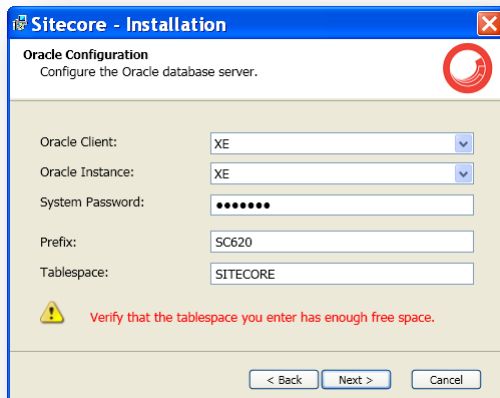 Sitecore - Installation
Oracle Configuration
Configure the Oracle database server.
Oracle Client: XE
Oracle Instance: XE
System Password: •••••••
Prefix: SC620
Tablespace: SITECORE
Verify that the tablespace you enter has enough free space.
< Back Next > Cancel